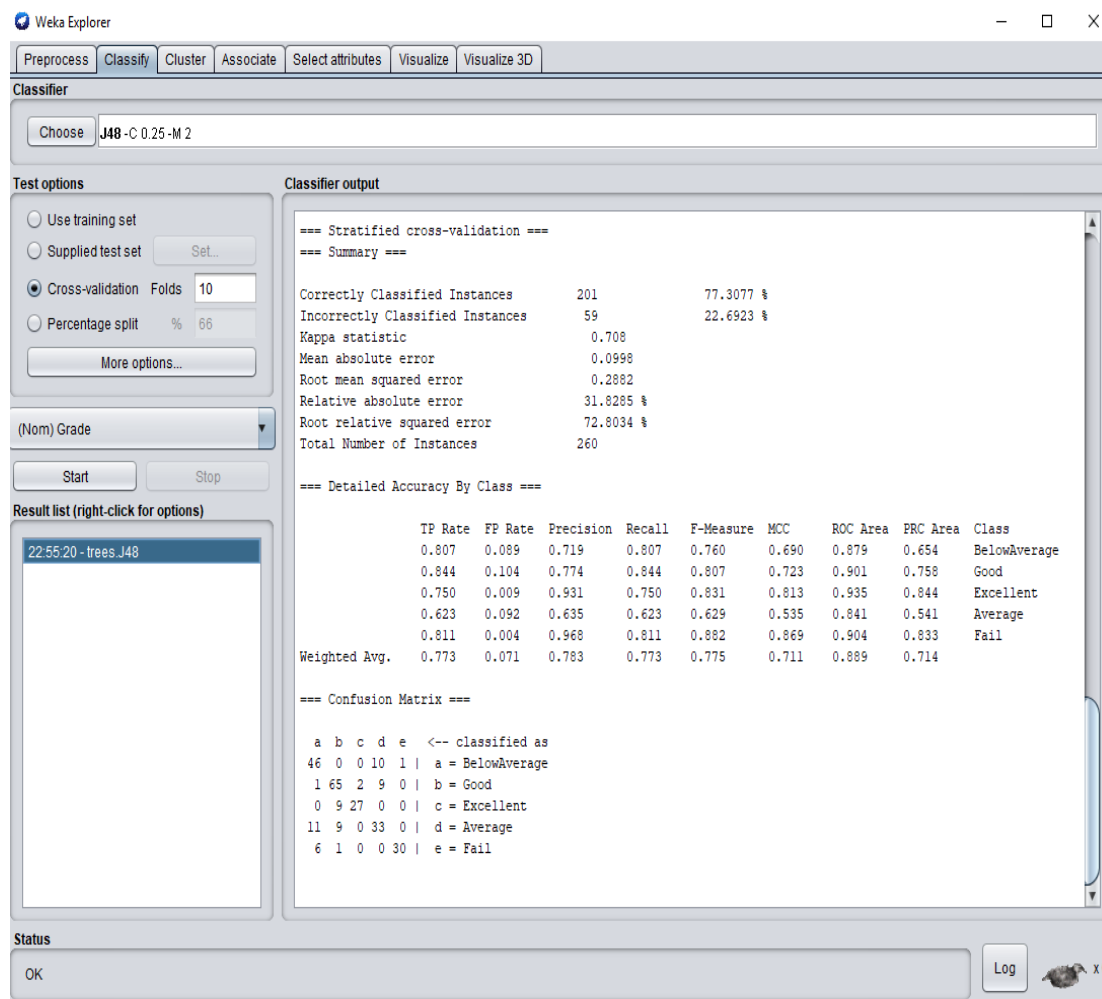 Weka Explorer
Preprocess Classify Cluster Associate Select attributes Visualize Visualize 3D
Classifier
Choose J48 -C 0.25 -M 2
Test options
Use training set
Supplied test set Set...
Cross-validation Folds 10
Percentage split % 66
More options...
(Nom) Grade
Start Stop
Result list (right-click for options)
22:55:20 - trees.J48
Classifier output
=== Stratified cross-validation ===
=== Summary ===
Correctly Classified Instances 201 77.3077 %
Incorrectly Classified Instances 59 22.6923 %
Kappa statistic 0.708
Mean absolute error 0.0998
Root mean squared error 0.2882
Relative absolute error 31.8285 %
Root relative squared error 72.8034 %
Total Number of Instances 260
=== Detailed Accuracy By Class ===
TP Rate FP Rate Precision Recall F-Measure MCC ROC Area PRC Area Class
0.807 0.089 0.719 0.807 0.760 0.690 0.879 0.654 BelowAverage
0.844 0.104 0.774 0.844 0.807 0.723 0.901 0.758 Good
0.750 0.009 0.931 0.750 0.831 0.813 0.935 0.844 Excellent
0.623 0.092 0.635 0.623 0.629 0.535 0.841 0.541 Average
0.811 0.004 0.968 0.811 0.882 0.869 0.904 0.833 Fail
Weighted Avg. 0.773 0.071 0.783 0.773 0.775 0.711 0.889 0.714
=== Confusion Matrix ===
a b c d e <-- classified as
46 0 0 10 1 | a = BelowAverage
1 65 2 9 0 | b = Good
0 9 27 0 0 | c = Excellent
11 9 0 33 0 | d = Average
6 1 0 0 30 | e = Fail
Status
OK
Log x